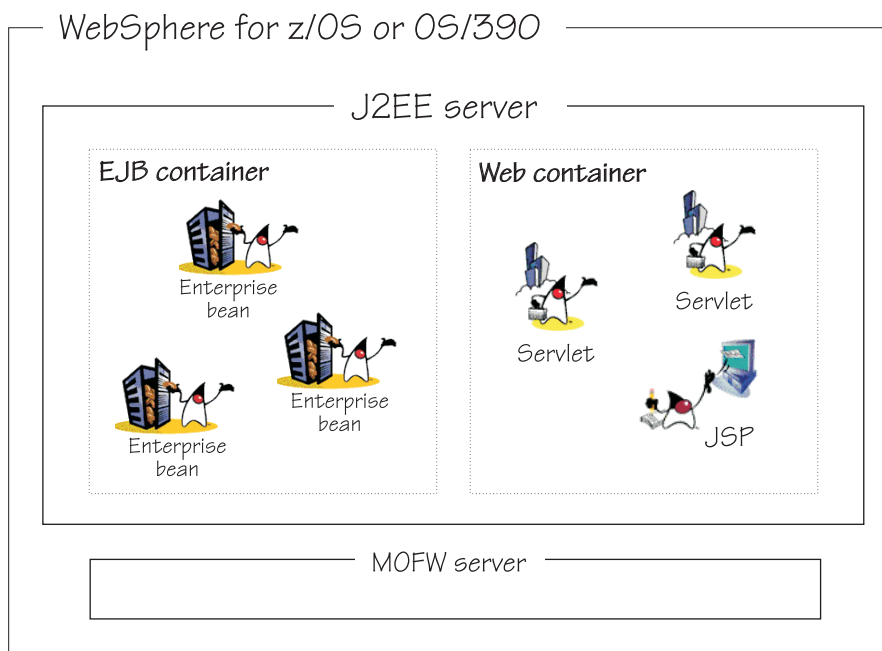 WebSphere for z/OS or OS/390
J2EE server
EJB container
Enterprise
bean
Enterprise
bean
Enterprise
bean
Web container
Servlet
Servlet
JSP
MOFW server